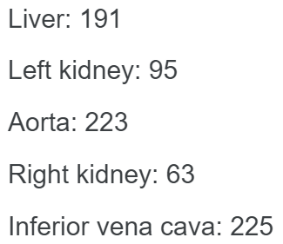 Liver: 191
Left kidney: 95
Aorta: 223
Right kidney: 63
Inferior vena cava: 225